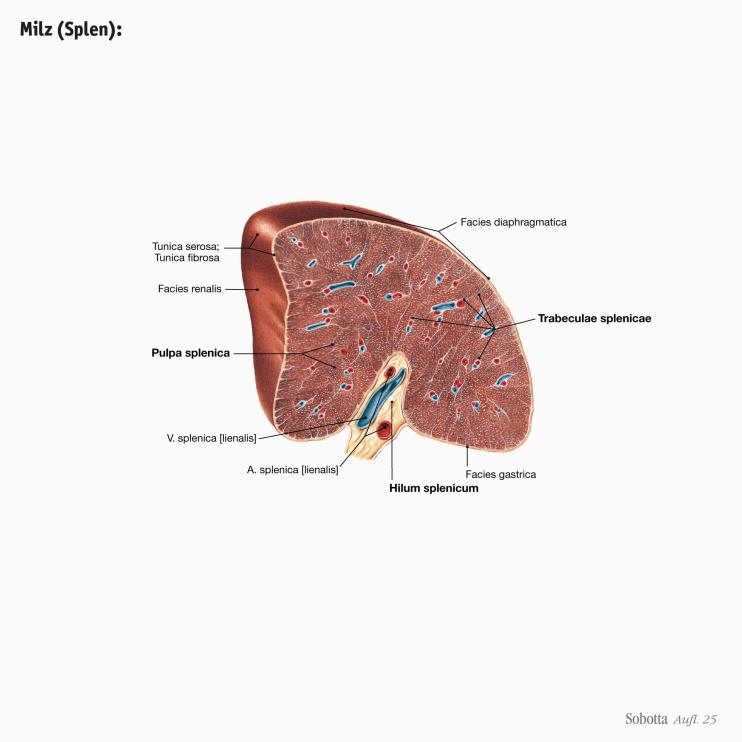 Milz (Splen):
Facies diaphragmatica
Tunica serosa;
Tunica fibrosa
Facies renalis
Trabeculae splenicae
Pulpa splenica
V. splenica [lienalis]
A. splenica [lienalis]
Facies gastrica
Hilum splenicum
Sobotta Aufl. 25